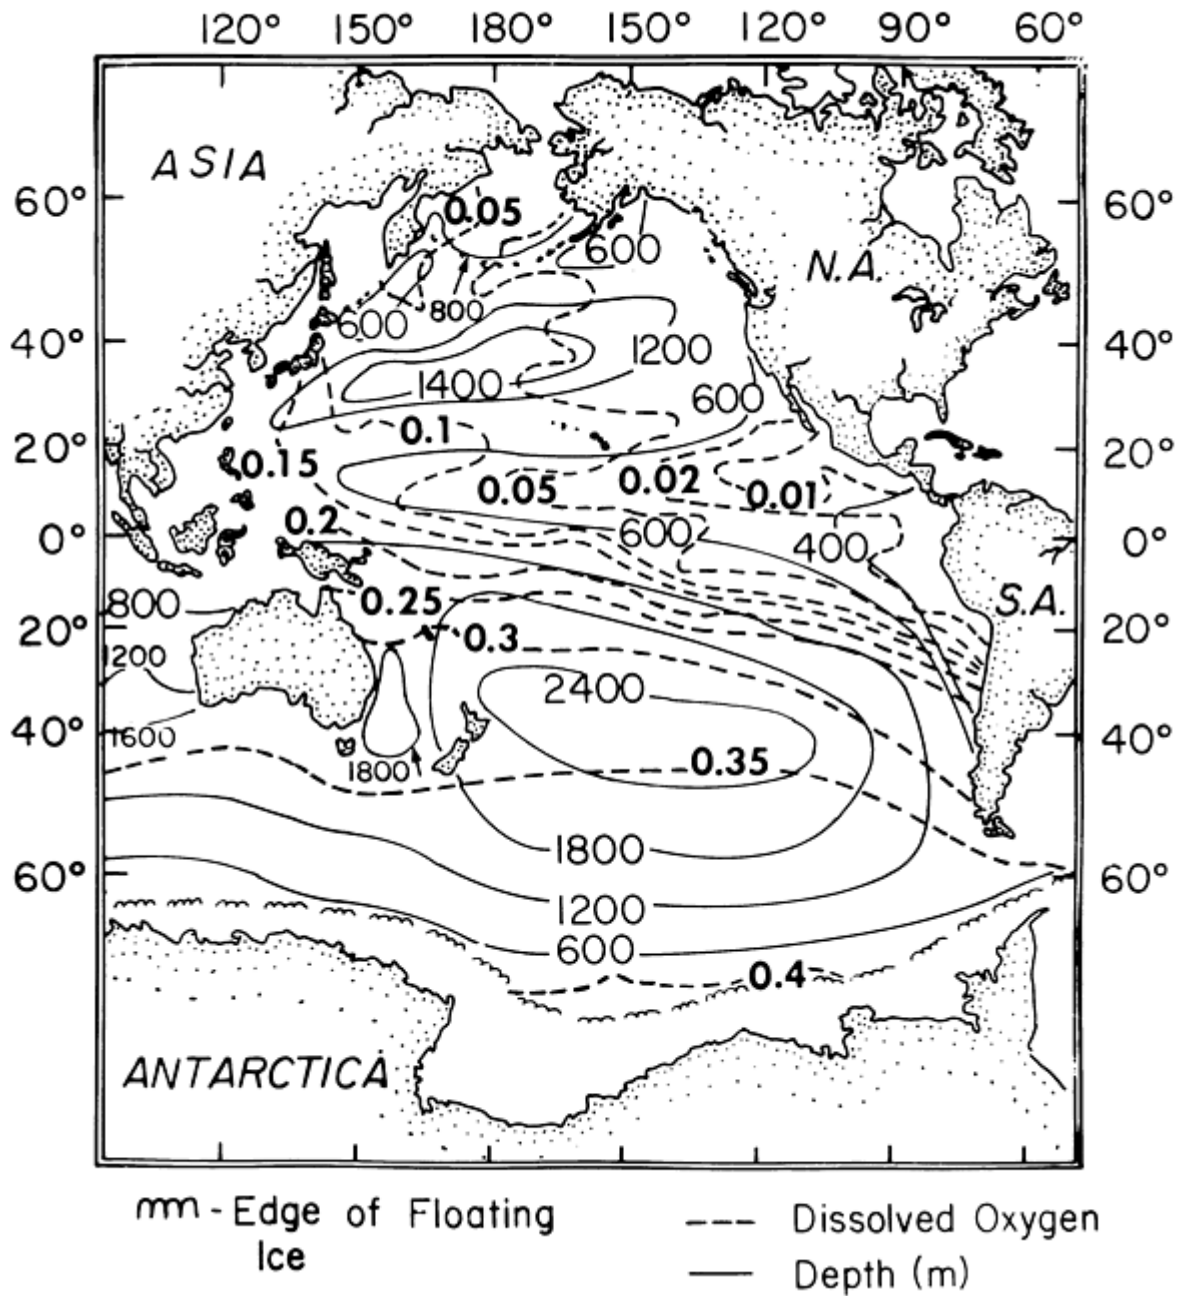 120° 150° 180° 150° 120° 90° 60°
ASIA
60° 0.05 60°
600 N.A.
800
600
40° 1200 40°
1400 600
0.1
20° 0.15 20°
0.05 0.02 0.01
0.2 600
0° 400 0°
800 0.25 S.A.
20° 0.3 20°
1200
2400
40° 1600 40°
1800 0.35
1800
60° 60°
1200
600
0.4
ANTARCTICA
- Edge of Floating
Ice
Dissolved Oxygen
Depth (m)